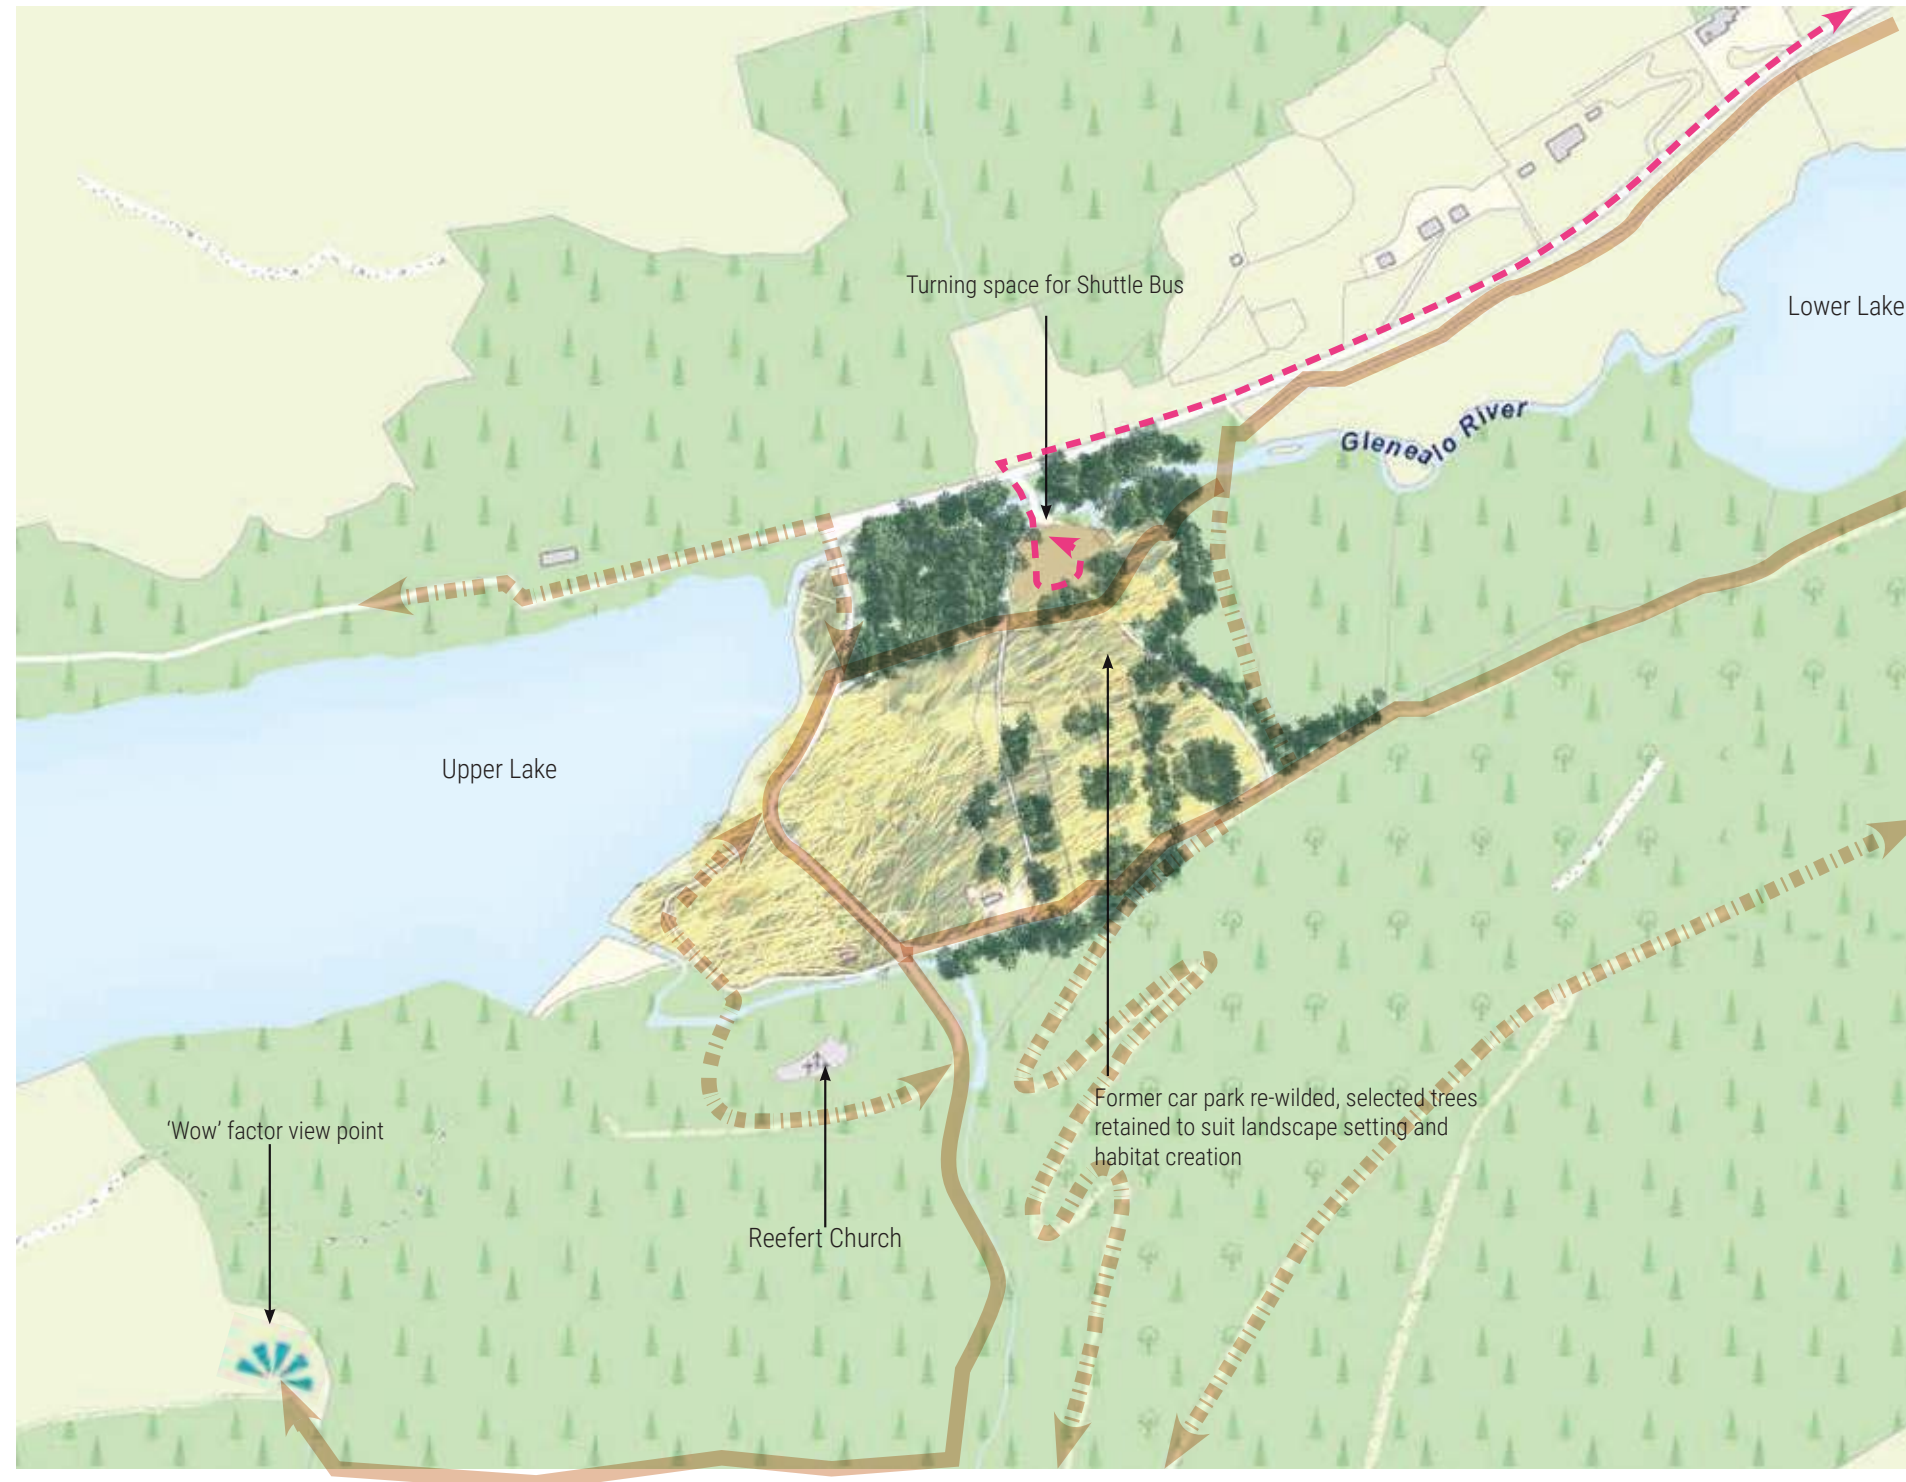 Turning space for Shuttle Bus
Lower Lake
Glenealo River
Upper Lake
Former car park re-wilded, selected trees
retained to suit landscape setting and
habitat creation
'Wow' factor view point
Reefert Church